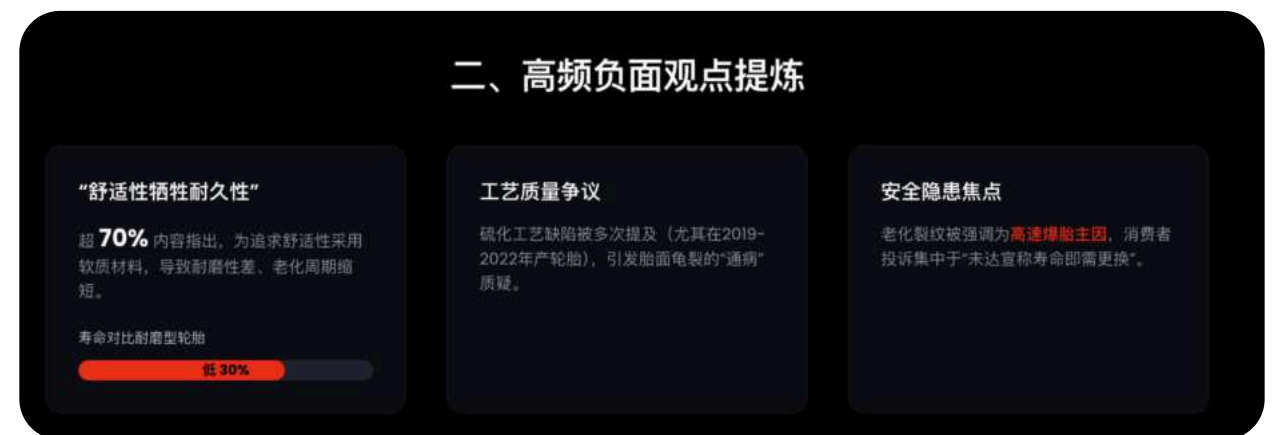 二、高频负面观点提炼
“舒适性牺牲耐久性”
超 70% 内容指出，为追求舒适性采用
软质材料，导致耐磨性差、老化周期缩
短。
寿命对比耐磨型轮胎
低 30%
工艺质量争议
硫化工艺缺陷被多次提及（尤其在2019-
2022年产轮胎），引发胎面龟裂的“通病”
质疑。
安全隐患焦点
老化裂纹被强调为高速爆胎主因，消费者
投诉集中于“未达宣称寿命即需更换”。